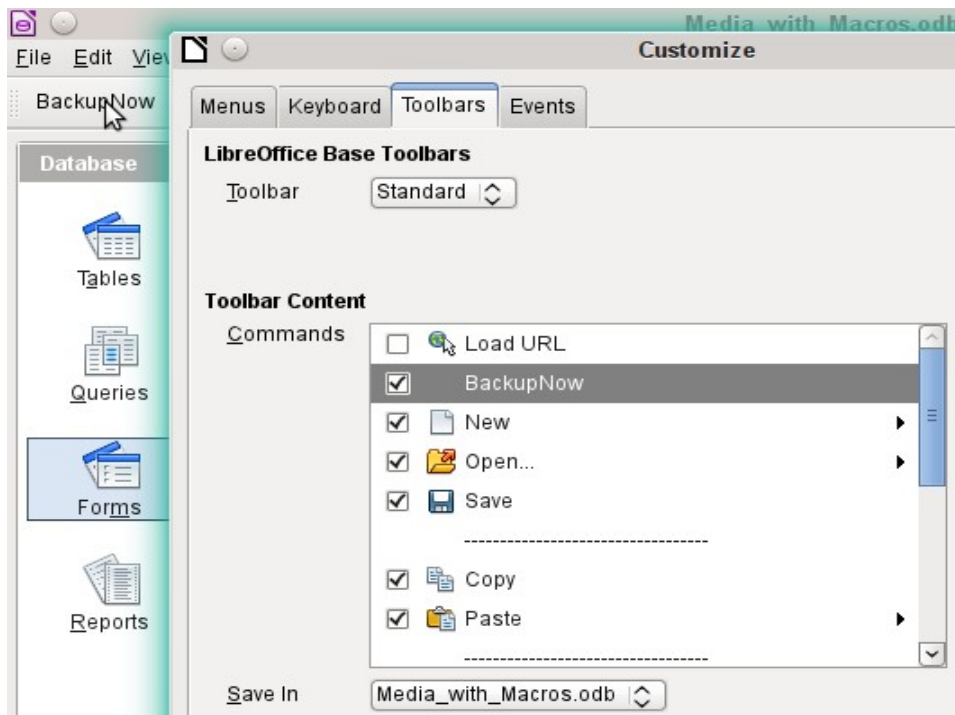 Media_with_Macros.odb
File Edit View
Customize
BackupNow
Menus Keyboard Toolbars Events
Database
LibreOffice Base Toolbars
Toolbar Standard
Tables
Toolbar Content
Commands
Load URL
BackupNow
New
Open...
Save
---------------------------------
Copy
Paste
---------------------------------
Queries
Forms
Reports
Save In Media_with_Macros.odb